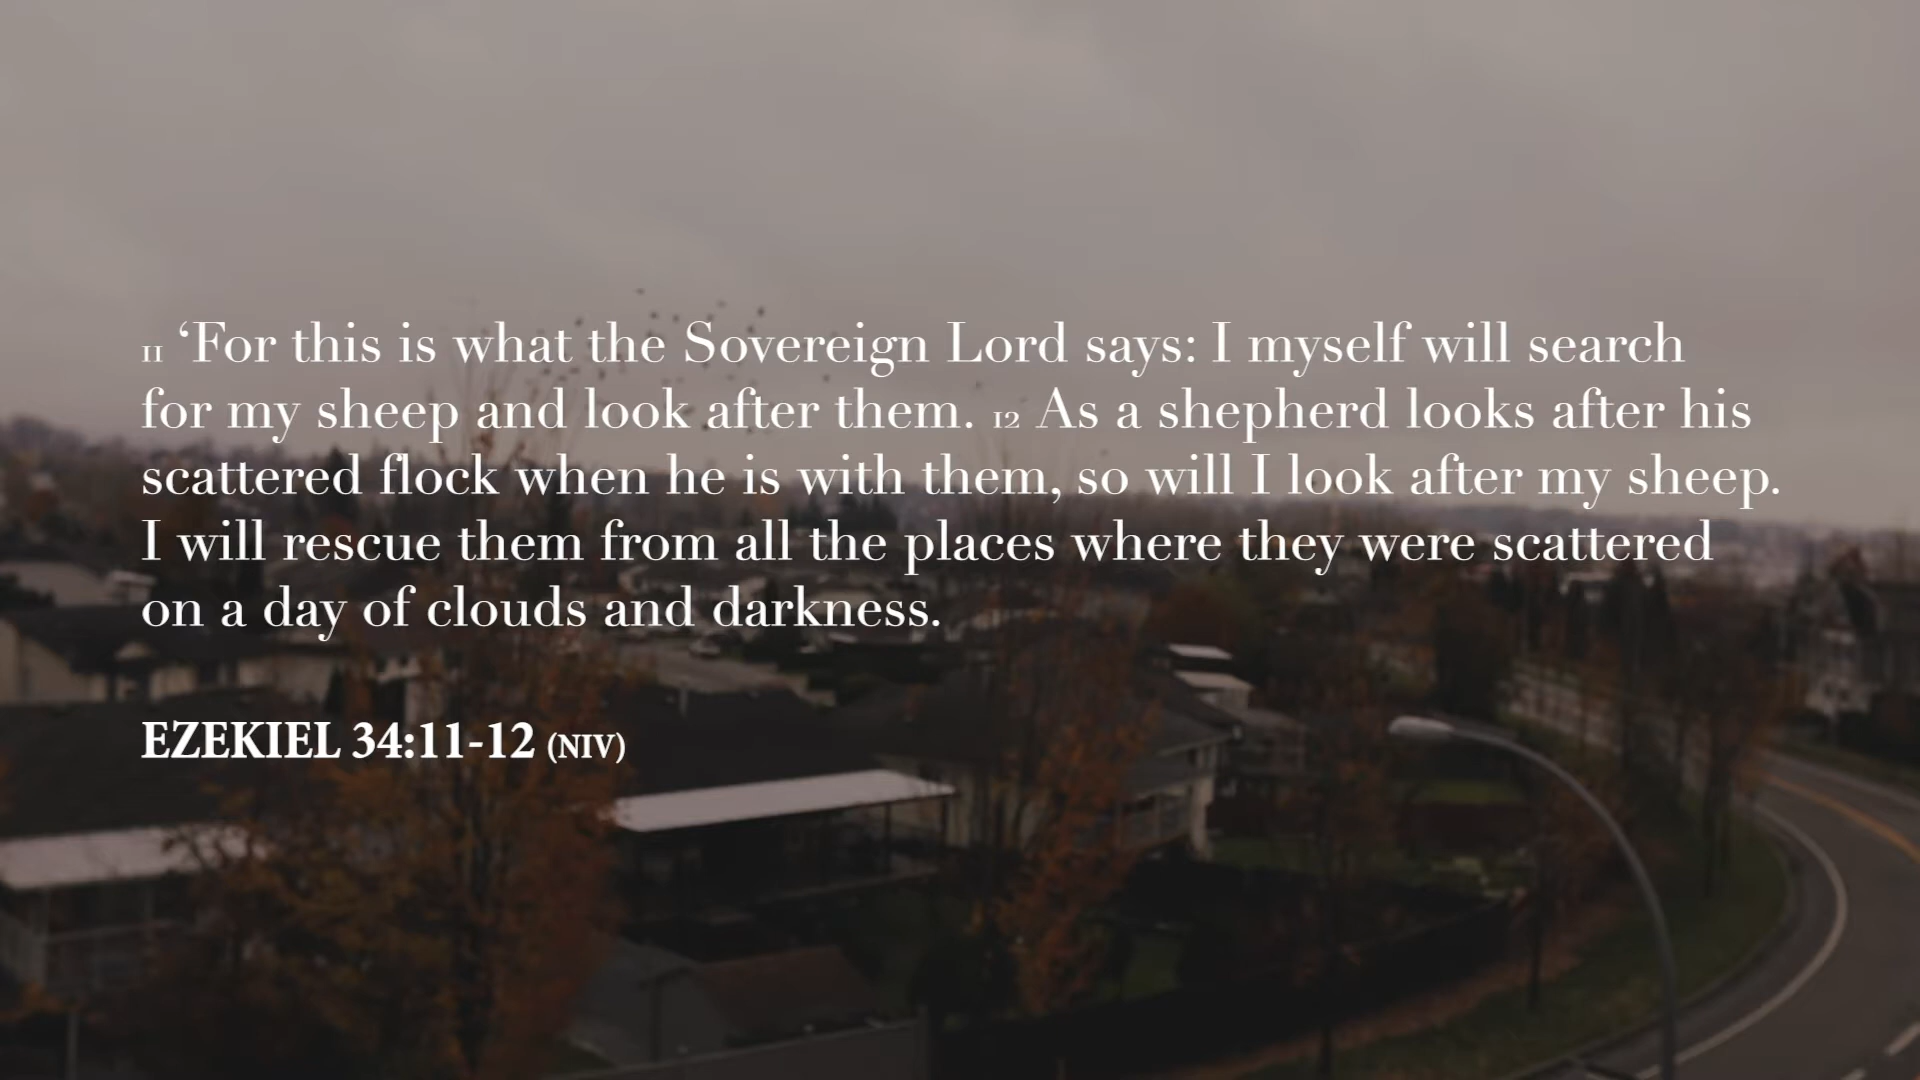 11 ‘For this is what the Sovereign Lord says: I myself will search
for my sheep and look after them. 12 As a shepherd looks after his
scattered flock when he is with them, so will I look after my sheep.
I will rescue them from all the places where they were scattered
on a day of clouds and darkness.
EZEKIEL 34:11-12 (NIV)